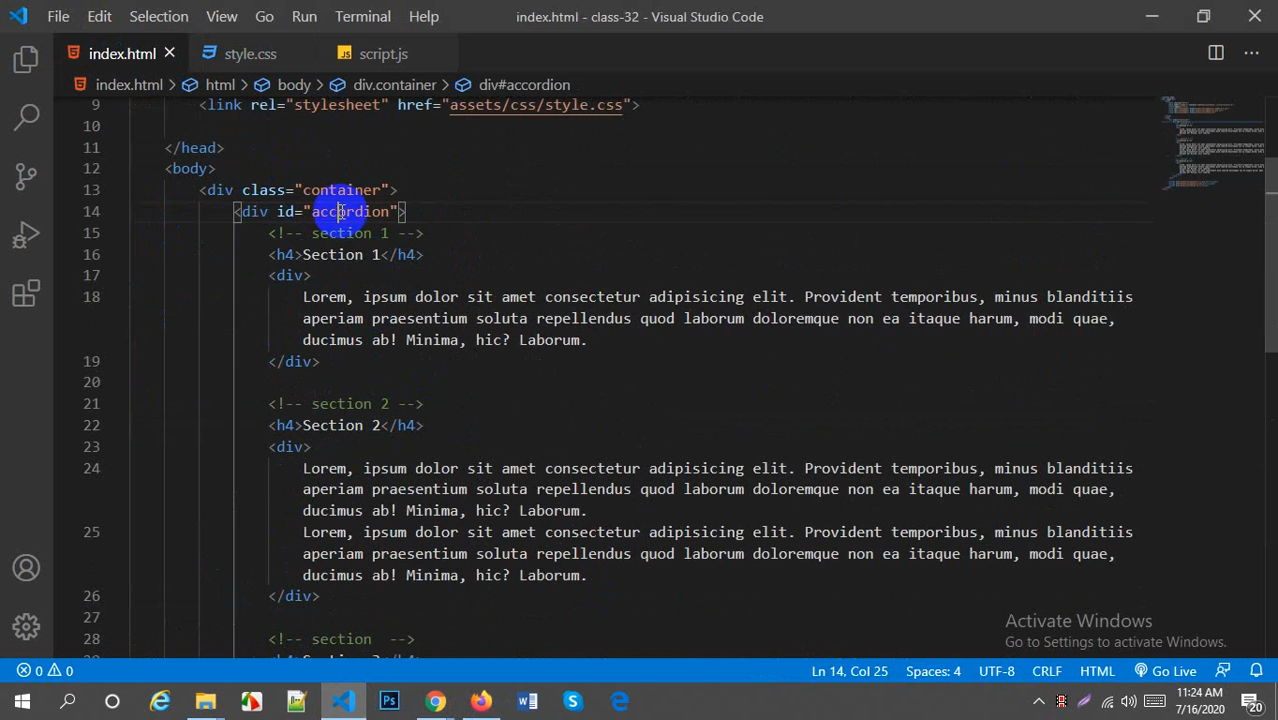 File Edit Selection View Go Run Terminal Help index.html - class-32 - Visual Studio Code
index.html style.css JS script.js
index.html > html > body > div.container > div#accordion
9 <link rel="stylesheet" href="assets/css/style.css">
10
11 </head>
12 <body>
13 <div class="container">
14 <div id="accordion">
15 <!-- section 1 -->
16 <h4>Section 1</h4>
17 <div>
18 Lorem, ipsum dolor sit amet consectetur adipisicing elit. Provident temporibus, minus blanditiis
aperiam praesentium soluta repellendus quod laborum doloremque non ea itaque harum, modi quae,
ducimus ab! Minima, hic? Laborum.
19 </div>
20
21 <!-- section 2 -->
22 <h4>Section 2</h4>
23 <div>
24 Lorem, ipsum dolor sit amet consectetur adipisicing elit. Provident temporibus, minus blanditiis
aperiam praesentium soluta repellendus quod laborum doloremque non ea itaque harum, modi quae,
ducimus ab! Minima, hic? Laborum.
25 Lorem, ipsum dolor sit amet consectetur adipisicing elit. Provident temporibus, minus blanditiis
aperiam praesentium soluta repellendus quod laborum doloremque non ea itaque harum, modi quae,
ducimus ab! Minima, hic? Laborum.
26 </div>
27
28 <!-- section  -->
Activate Windows
Go to Settings to activate Windows.
0 0 Ln 14, Col 25 Spaces: 4 UTF-8 CRLF HTML Go Live
Ps 11:24 AM
7/16/2020 20